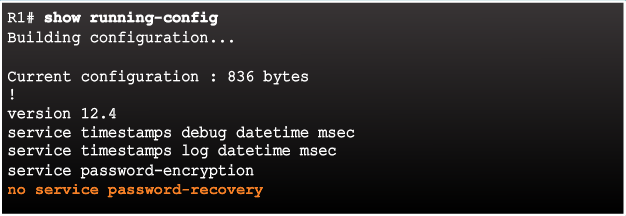 R1# show running-config
Building configuration...
Current configuration : 836 bytes
!
version 12.4
service timestamps debug datetime msec
service timestamps log datetime msec
service password-encryption
no service password-recovery